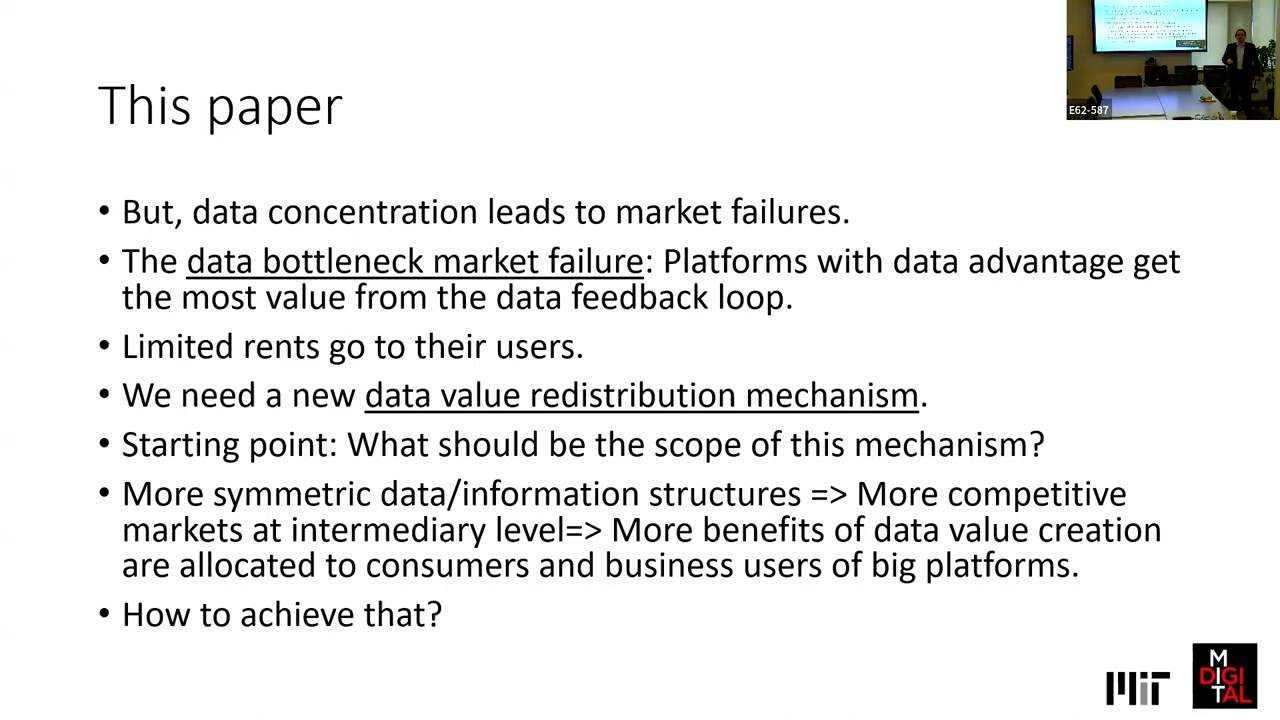 E62-587
This paper
• But, data concentration leads to market failures.
• The data bottleneck market failure: Platforms with data advantage get
the most value from the data feedback loop.
• Limited rents go to their users.
• We need a new data value redistribution mechanism.
• Starting point: What should be the scope of this mechanism?
• More symmetric data/information structures => More competitive
markets at intermediary level=> More benefits of data value creation
are allocated to consumers and business users of big platforms.
• How to achieve that?
MIT
M
DIGI
TAL